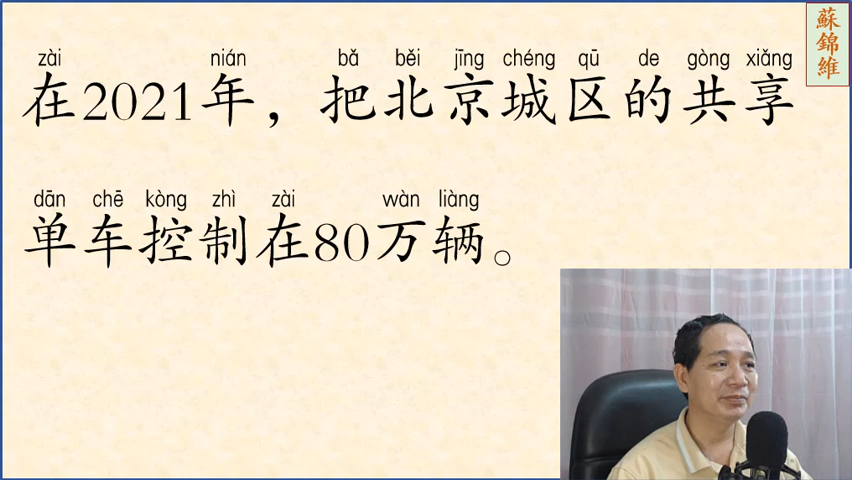 蘇錦維
zài nián bǎ běi jīng chéng qū de gòng xiǎng
在2021年，把北京城区的共享
dān chē kòng zhì zài wàn liàng
单车控制在80万辆。